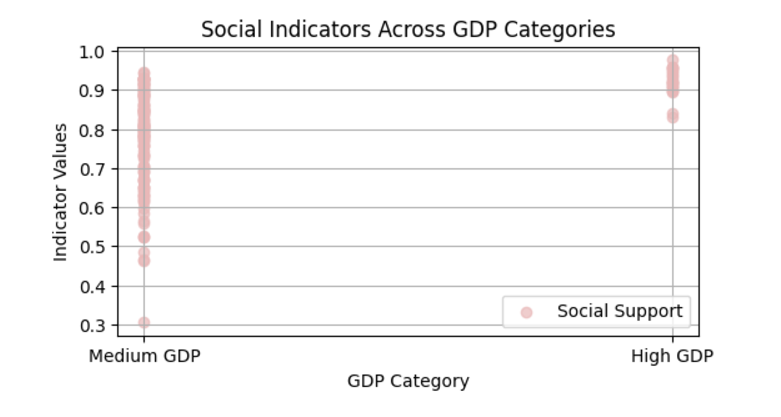 Social Indicators Across GDP Categories
1.0
0.9
0.8
0.7
0.6
0.5
0.4
0.3
Indicator Values
Social Support
Medium GDP High GDP
GDP Category